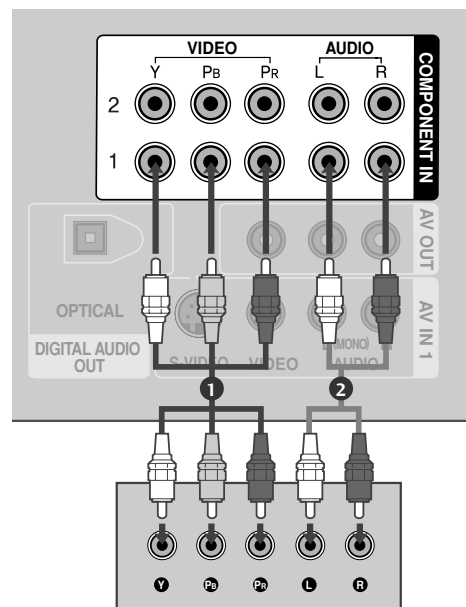 VIDEO AUDIO
Y PB PR L R
2
1
COMPONENT IN
AV OUT
OPTICAL
DIGITAL AUDIO
OUT
S-VIDEO VIDEO
(MONO)
AUDIO
AV IN 1
1 2
Y PB PR L R